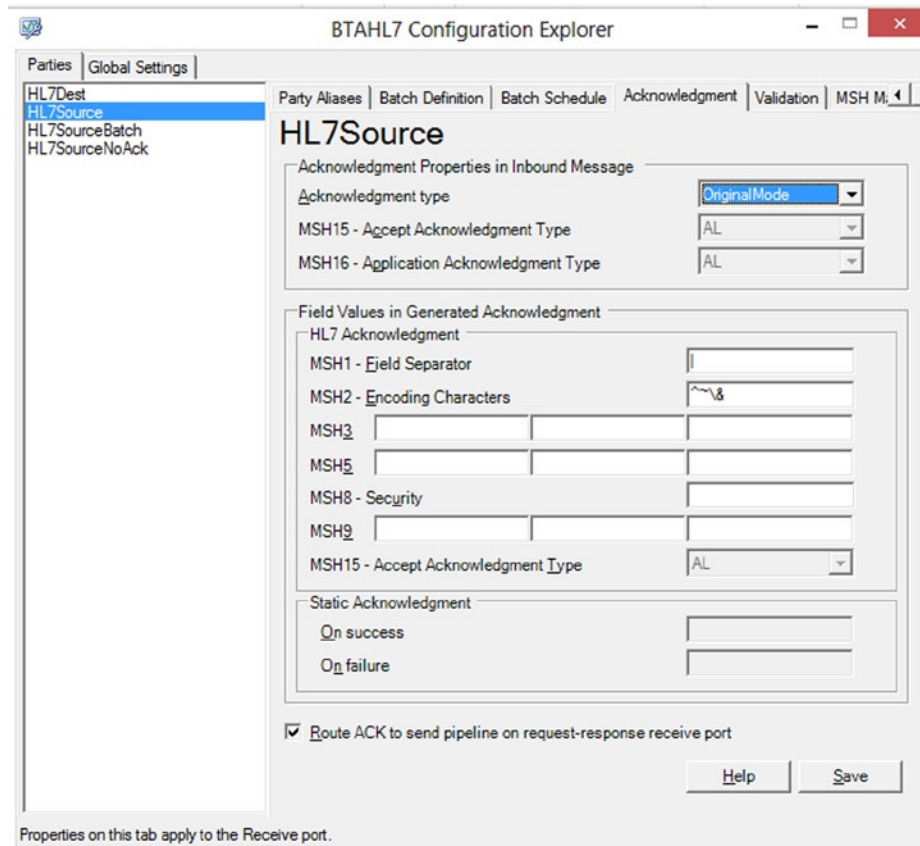 BTAHL7 Configuration Explorer
Parties Global Settings
HL7Dest
HL7Source
HL7SourceBatch
HL7SourceNoAck
Party Aliases Batch Definition Batch Schedule Acknowledgment Validation MSH M
HL7Source
Acknowledgment Properties in Inbound Message
Acknowledgment type OriginalMode
MSH15 - Accept Acknowledgment Type AL
MSH16 - Application Acknowledgment Type AL
Field Values in Generated Acknowledgment
HL7 Acknowledgment
MSH1 - Field Separator |
MSH2 - Encoding Characters ^~\&
MSH3
MSH5
MSH8 - Security
MSH9
MSH15 - Accept Acknowledgment Type AL
Static Acknowledgment
On success
On failure
Route ACK to send pipeline on request-response receive port
Help Save
Properties on this tab apply to the Receive port.